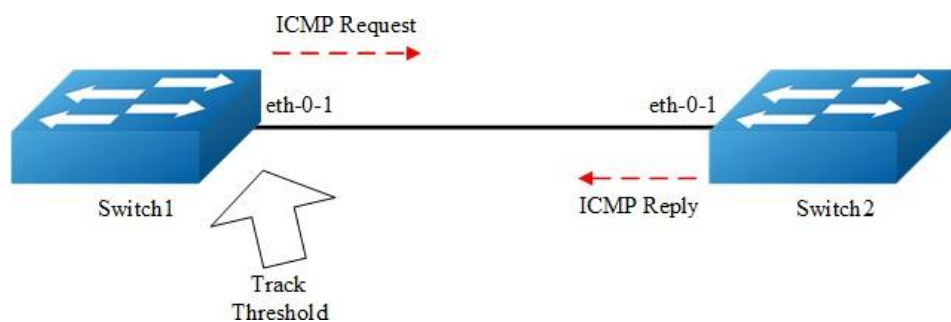 ICMP Request
eth-0-1
eth-0-1
Switch1
ICMP Reply
Switch2
Track
Threshold